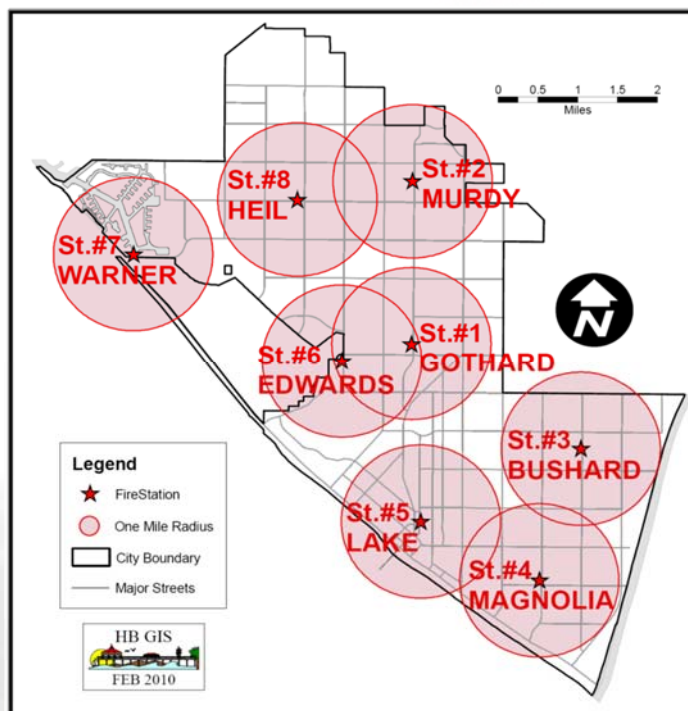 0 0.5 1 1.5 2
Miles
St.#2
MURDY
St.#8
HEIL
St.#7
WARNER
N
St.#1
GOTHARD
St.#6
EDWARDS
St.#3
BUSHARD
St.#5
LAKE
St.#4
MAGNOLIA
Legend
FireStation
One Mile Radius
City Boundary
Major Streets
HB GIS
FEB 2010